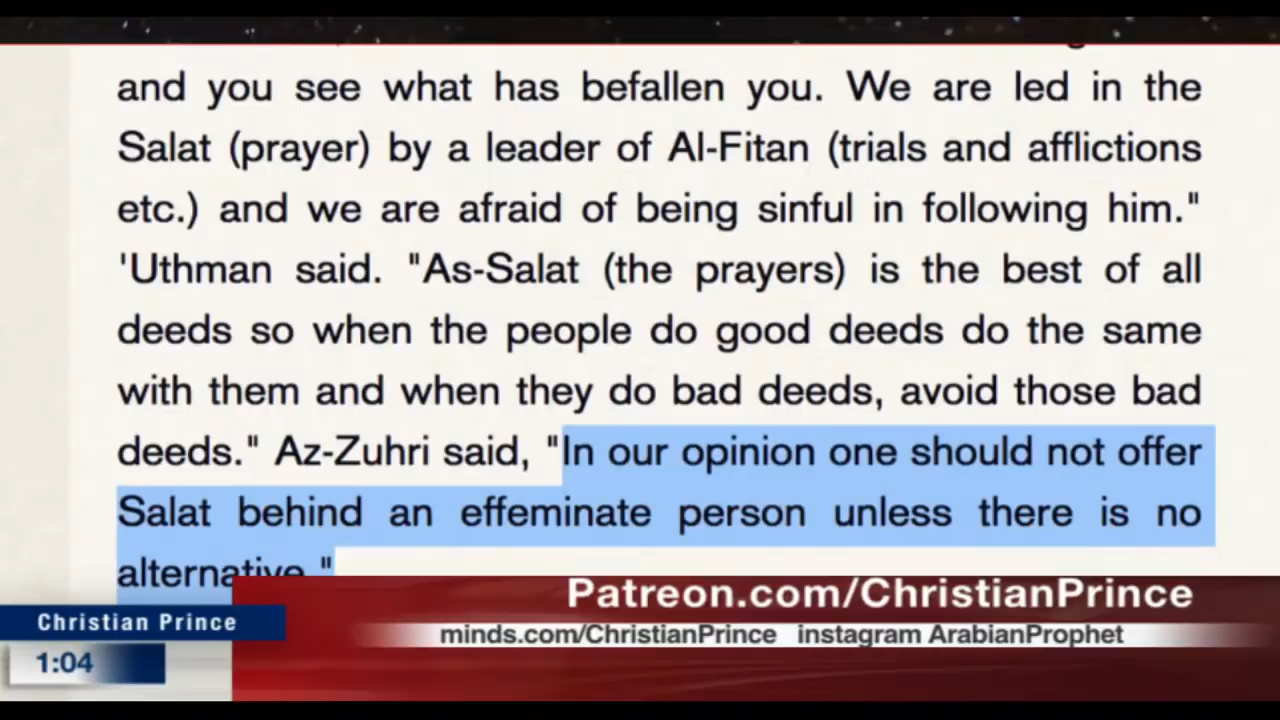 and you see what has befallen you. We are led in the
Salat (prayer) by a leader of Al-Fitan (trials and afflictions
etc.) and we are afraid of being sinful in following him."
'Uthman said. "As-Salat (the prayers) is the best of all
deeds so when the people do good deeds do the same
with them and when they do bad deeds, avoid those bad
deeds." Az-Zuhri said, "In our opinion one should not offer
Salat behind an effeminate person unless there is no
alternative."
Patreon.com/ChristianPrince
Christian Prince
minds.com/ChristianPrince instagram ArabianProphet
1:04